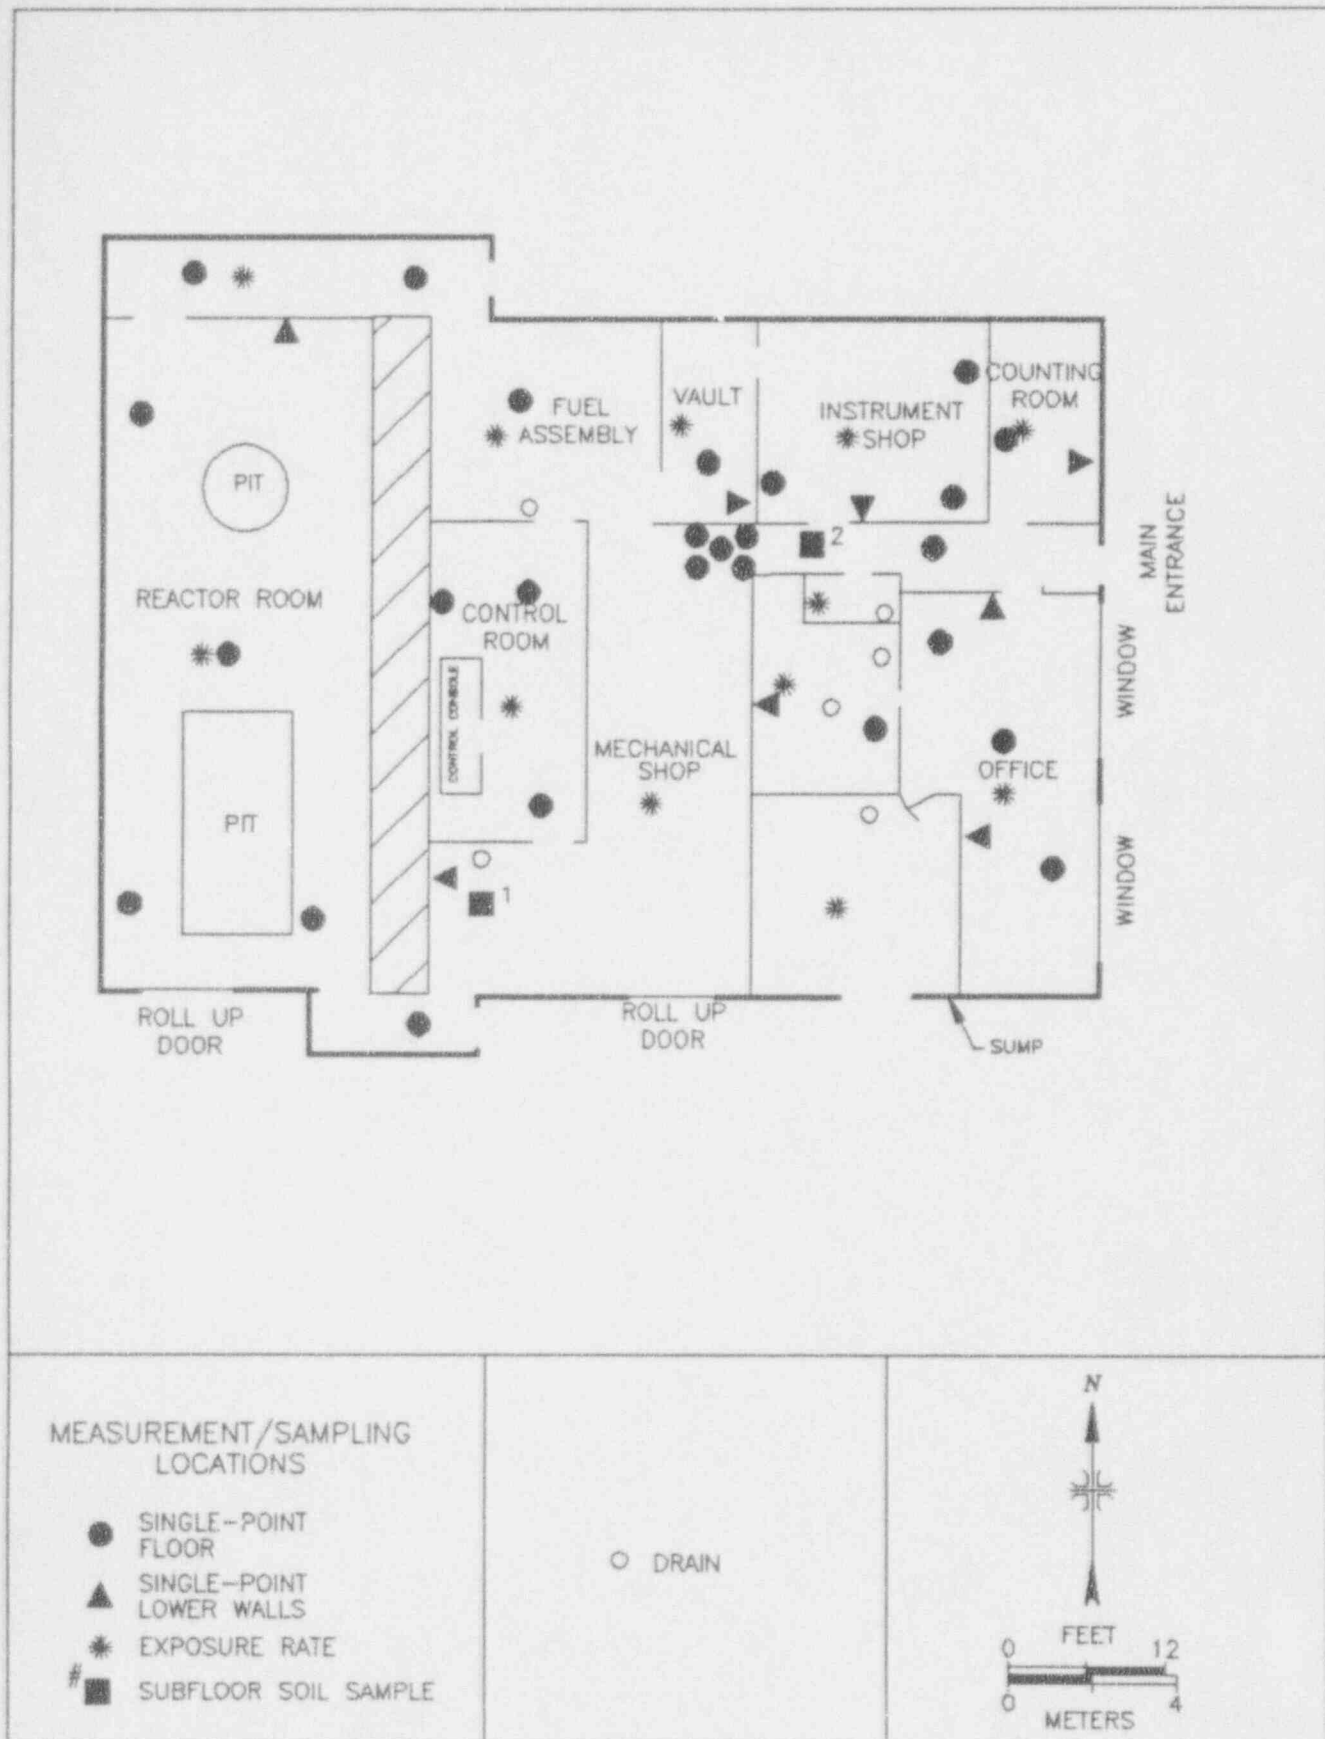 FUEL
ASSEMBLY
VAULT
INSTRUMENT
SHOP
COUNTING
ROOM
PIT
2
MAIN
ENTRANCE
REACTOR ROOM
CONTROL
ROOM
CONTROL CONSOLE
WINDOW
MECHANICAL
SHOP
OFFICE
PIT
1
WINDOW
ROLL UP
DOOR
ROLL UP
DOOR
SUMP
MEASUREMENT/SAMPLING
LOCATIONS
SINGLE-POINT
FLOOR
SINGLE-POINT
LOWER WALLS
EXPOSURE RATE
# SUBFLOOR SOIL SAMPLE
DRAIN
N
FEET
0 12
0 4
METERS